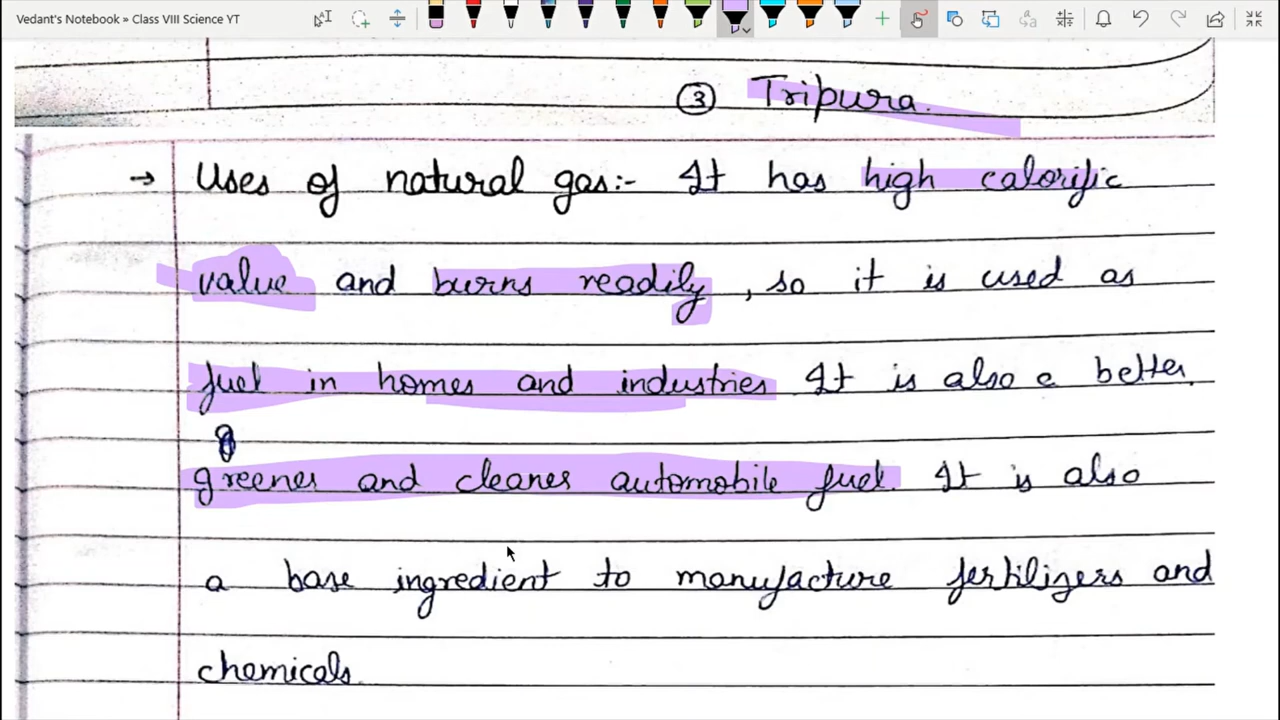 Vedant's Notebook » Class VIII Science YT
③ Tripura.
→ Uses of natural gas:- It has high calorific
value and burns readily, so it is used as
fuel in homes and industries It is also a better
greener and cleaner automobile fuel. It is also
a base ingredient to manufacture fertilizers and
chemicals.